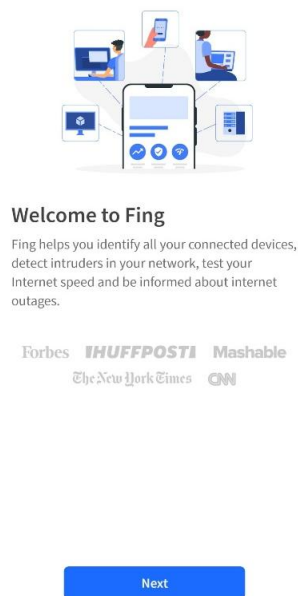 Welcome to Fing
Fing helps you identify all your connected devices,
detect intruders in your network, test your
Internet speed and be informed about internet
outages.
Forbes IHUFFPOSTI Mashable
The New York Times CNN
Next